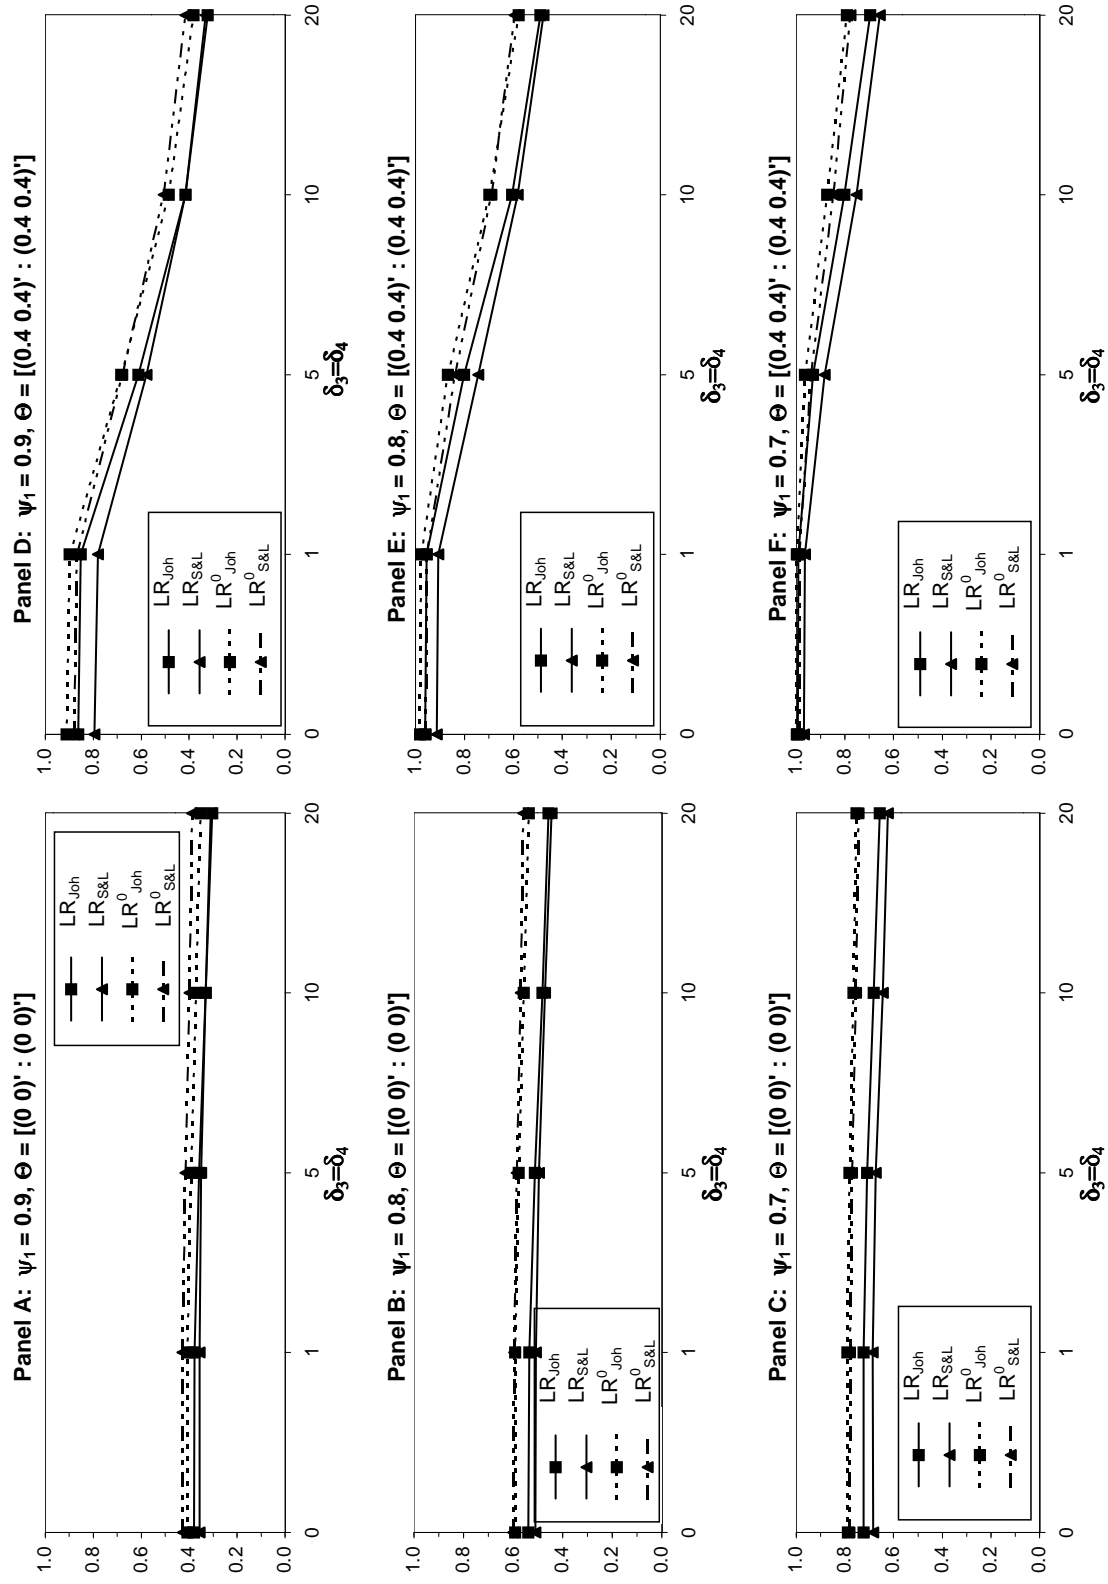 Panel A: ψ1 = 0.9, Θ = [(0 0)' : (0 0)']
1.0
0.8
0.6
0.4
0.2
0.0
0
1
5
10
20
δ3=δ4
LRJoh
LRS&L
LR0Joh
LR0S&L
Panel D: ψ1 = 0.9, Θ = [(0.4 0.4)' : (0.4 0.4)']
1.0
0.8
0.6
0.4
0.2
0.0
0
1
5
10
20
δ3=δ4
LRJoh
LRS&L
LR0Joh
LR0S&L
Panel B: ψ1 = 0.8, Θ = [(0 0)' : (0 0)']
1.0
0.8
0.6
0.4
0.2
0.0
0
1
5
10
20
δ3=δ4
LRJoh
LRS&L
LR0Joh
LR0S&L
Panel E: ψ1 = 0.8, Θ = [(0.4 0.4)' : (0.4 0.4)']
1.0
0.8
0.6
0.4
0.2
0.0
0
1
5
10
20
δ3=δ4
LRJoh
LRS&L
LR0Joh
LR0S&L
Panel C: ψ1 = 0.7, Θ = [(0 0)' : (0 0)']
1.0
0.8
0.6
0.4
0.2
0.0
0
1
5
10
20
δ3=δ4
LRJoh
LRS&L
LR0Joh
LR0S&L
Panel F: ψ1 = 0.7, Θ = [(0.4 0.4)' : (0.4 0.4)']
1.0
0.8
0.6
0.4
0.2
0.0
0
1
5
10
20
δ3=δ4
LRJoh
LRS&L
LR0Joh
LR0S&L